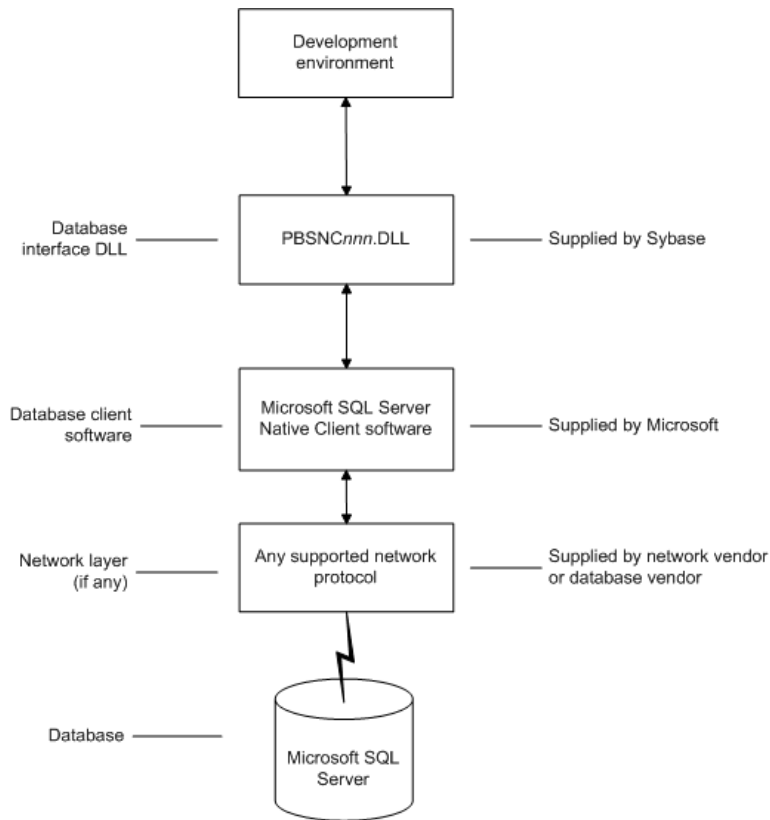 Development
environment
Database
interface DLL
PBSNCnnn.DLL
Supplied by Sybase
Database client
software
Microsoft SQL Server
Native Client software
Supplied by Microsoft
Network layer
(if any)
Any supported network
protocol
Supplied by network vendor
or database vendor
Database
Microsoft SQL
Server